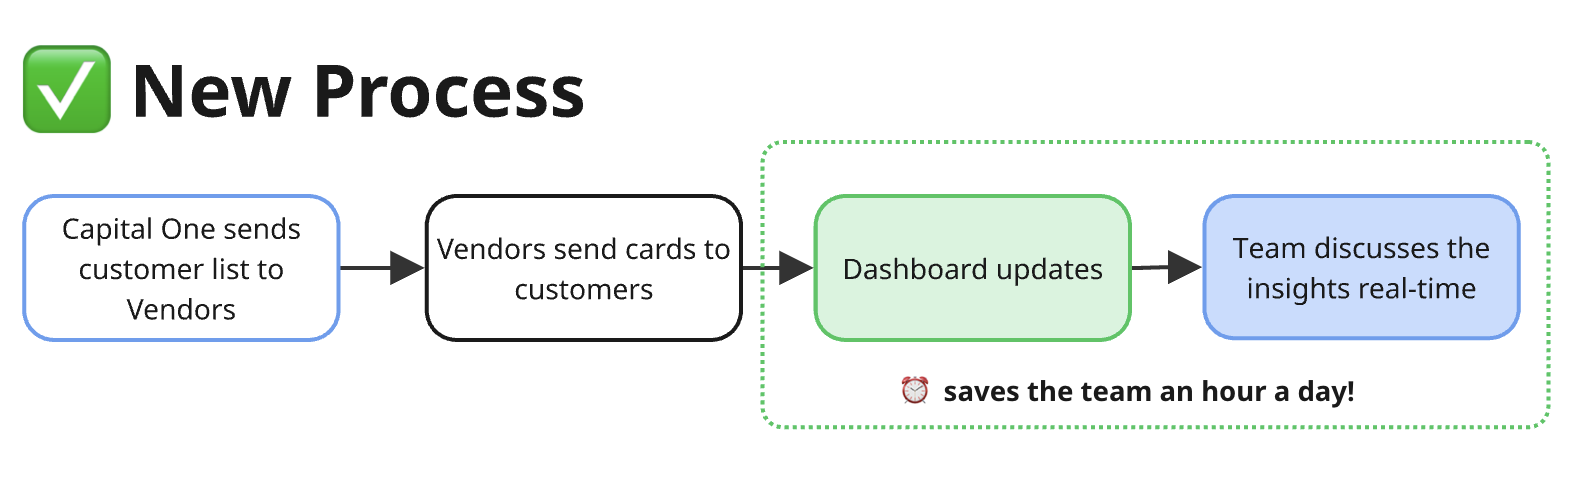 ✅ New Process
Capital One sends
customer list to
Vendors
Vendors send cards to
customers
Dashboard updates
Team discusses the
insights real-time
⏰ saves the team an hour a day!